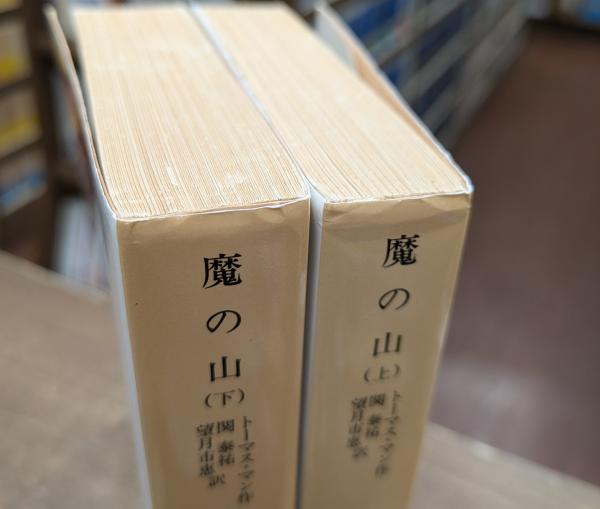 魔の山(下)
トーマス・マン作
関泰祐
望月市恵訳
魔の山(上)
トーマス・マン作
関泰祐
望月市恵訳